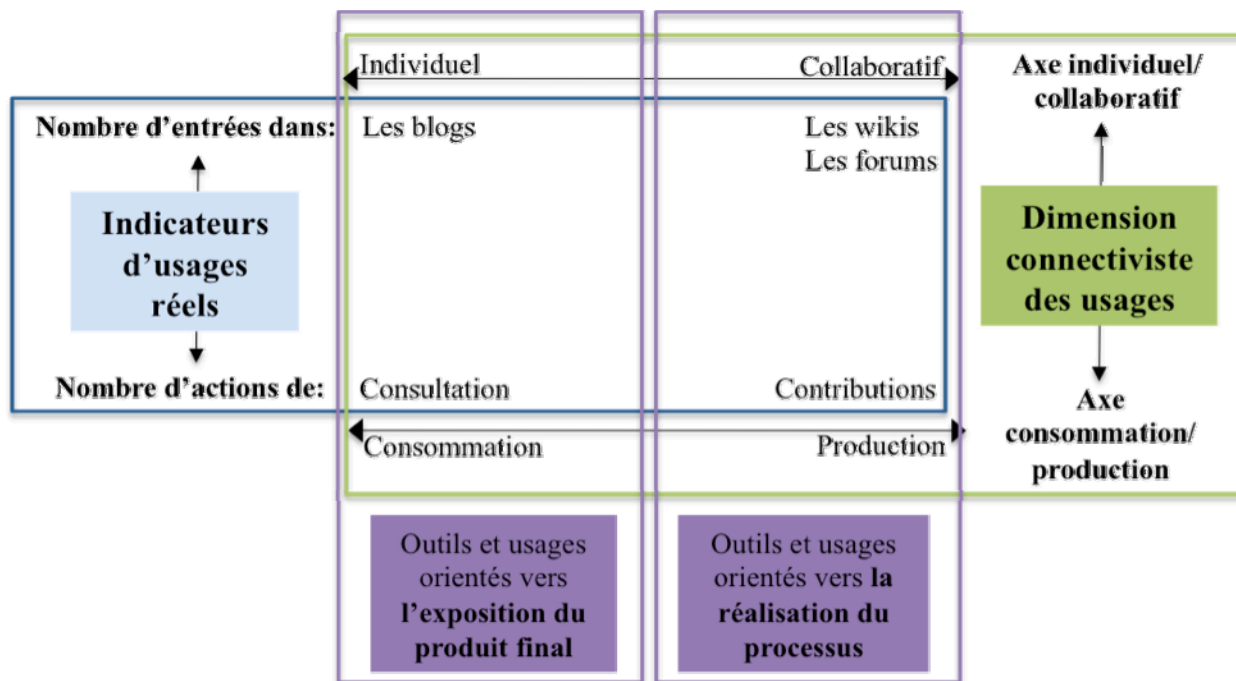 Individuel
Collaboratif
Axe individuel/
collaboratif
Nombre d'entrées dans:
Les blogs
Les wikis
Les forums
Indicateurs
d'usages
réels
Dimension
connectiviste
des usages
Nombre d'actions de:
Consultation
Contributions
Axe
consommation/
production
Consommation
Production
Outils et usages
orientés vers
l'exposition du
produit final
Outils et usages
orientés vers la
réalisation du
processus